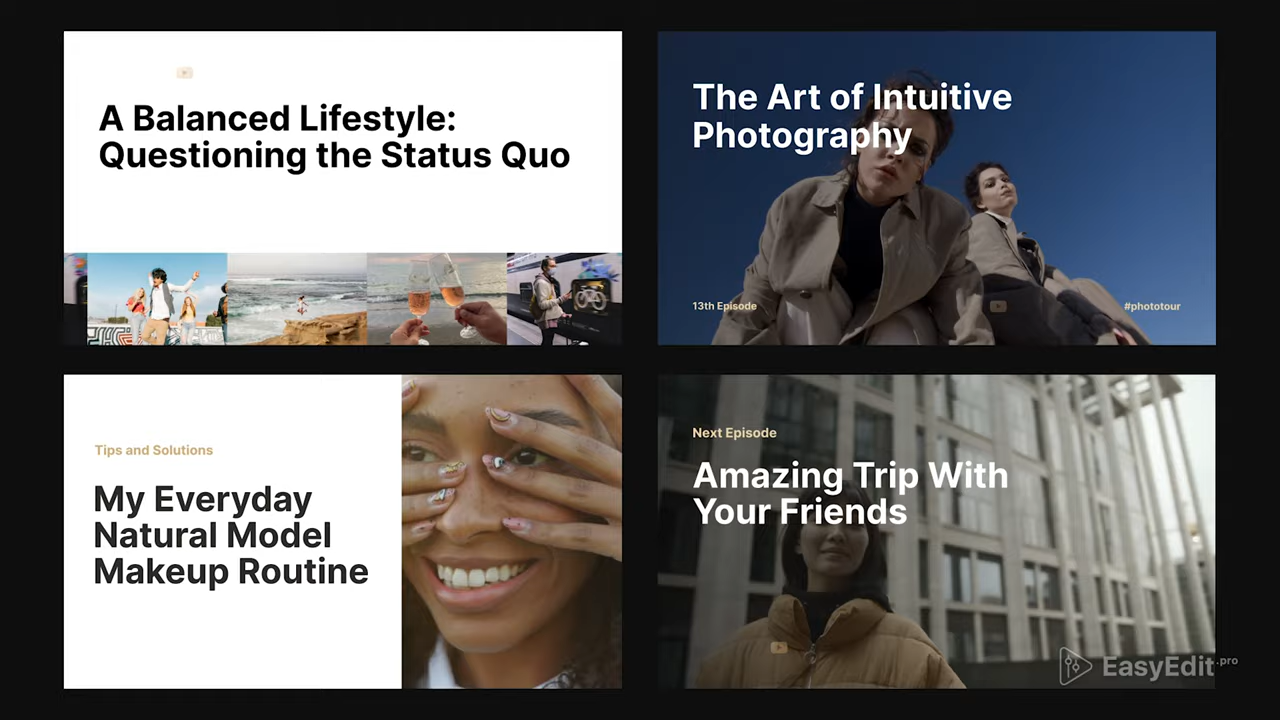 A Balanced Lifestyle:
Questioning the Status Quo
The Art of Intuitive
Photography
13th Episode
#phototour
Tips and Solutions
My Everyday
Natural Model
Makeup Routine
Next Episode
Amazing Trip With
Your Friends
EasyEdit.pro